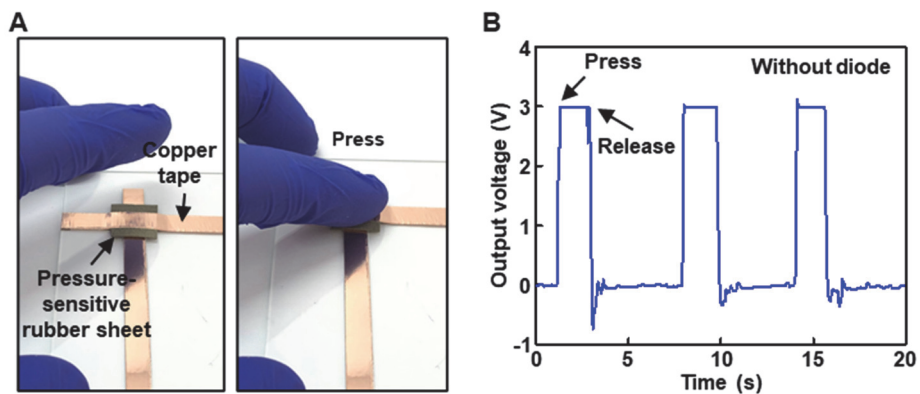 A
Copper
tape
Pressure-
sensitive
rubber sheet
Press
B
Output voltage (V)
4
3
2
1
0
-1
Press
Release
Without diode
0
5
10
15
20
Time (s)